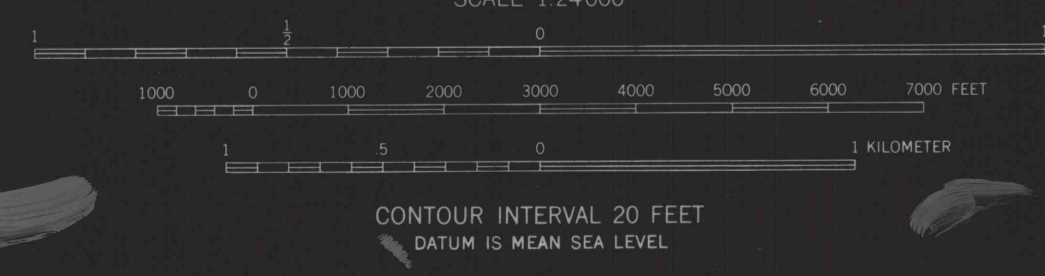 SCALE 1:24000
1 ½ 0 1
1000 0 1000 2000 3000 4000 5000 6000 7000 FEET
1 .5 0 1 KILOMETER
CONTOUR INTERVAL 20 FEET
DATUM IS MEAN SEA LEVEL